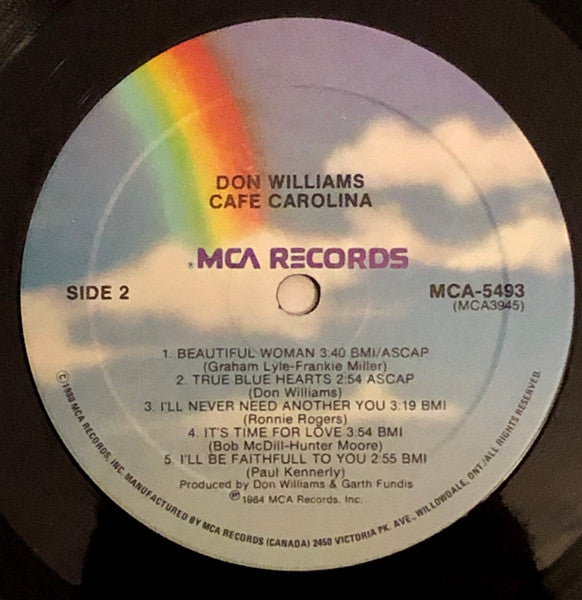 DON WILLIAMS
CAFE CAROLINA
MCA RECORDS
SIDE 2
MCA-5493
(MCA3945)
1. BEAUTIFUL WOMAN 3:40 BMI/ASCAP
(Graham Lyle-Frankie Miller)
2. TRUE BLUE HEARTS 2:54 ASCAP
(Don Williams)
3. I'LL NEVER NEED ANOTHER YOU 3:19 BMI
(Ronnie Rogers)
4. IT'S TIME FOR LOVE 3:54 BMI
(Bob McDill-Hunter Moore)
5. I'LL BE FAITHFULL TO YOU 2:55 BMI
(Paul Kennerly)
Produced by Don Williams & Garth Fundis
℗1984 MCA Records, Inc.
©1980 MCA RECORDS, INC. MANUFACTURED BY MCA RECORDS (CANADA) 2450 VICTORIA PK. AVE., WILLOWDALE, ONT./ALL RIGHTS RESERVED.